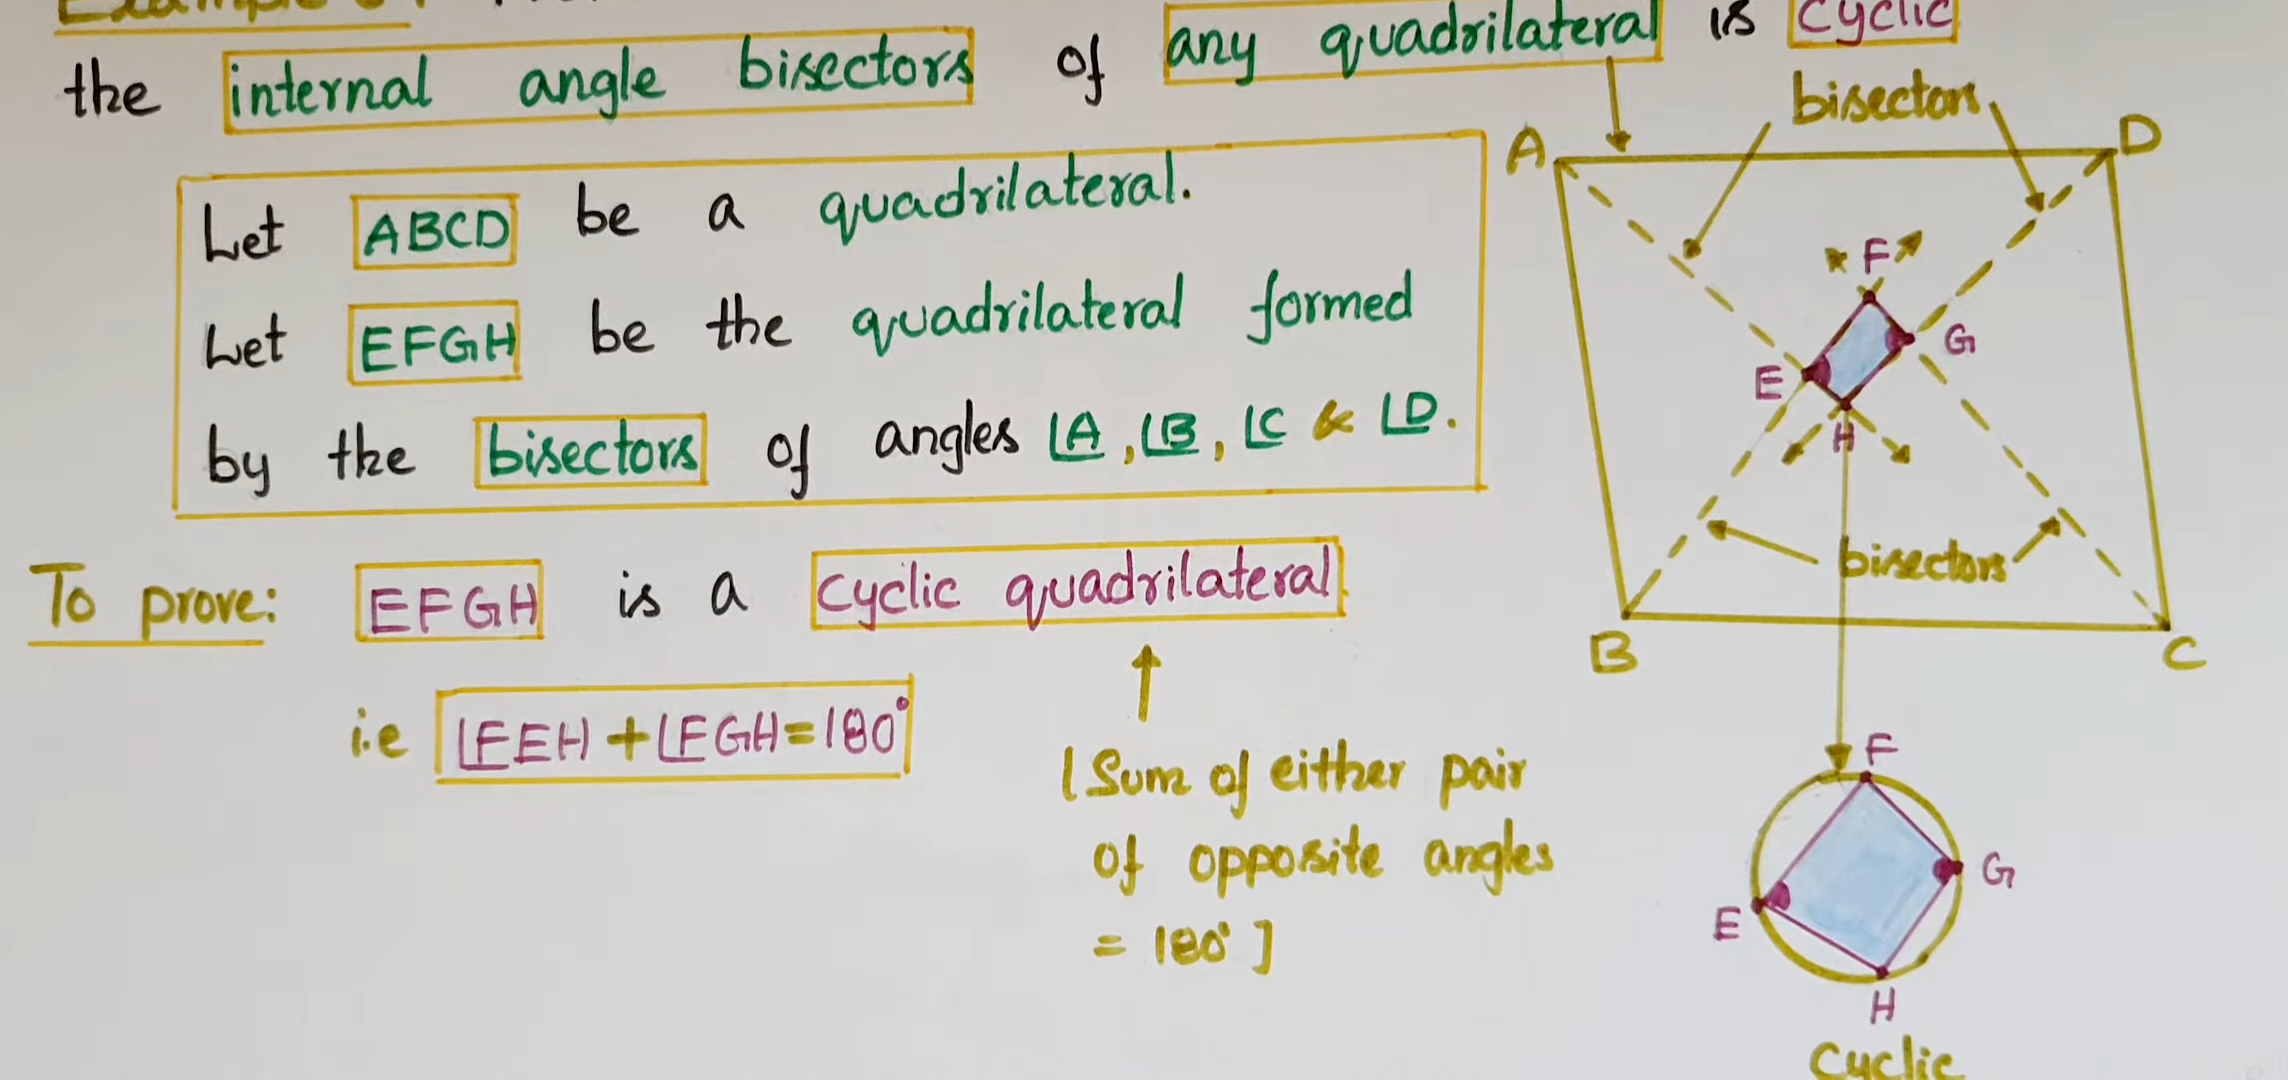 Example
the internal angle bisectors of any quadrilateral is cyclic
Let ABCD be a quadrilateral.
Let EFGH be the quadrilateral formed
by the bisectors of angles ∠A, ∠B, ∠C & ∠D.
To prove: EFGH is a cyclic quadrilateral
i.e ∠FEH + ∠FGH = 180°
[Sum of either pair
of opposite angles
= 180°]
bisectors
A
D
F
G
E
H
bisectors
B
C
F
G
E
H
Cyclic